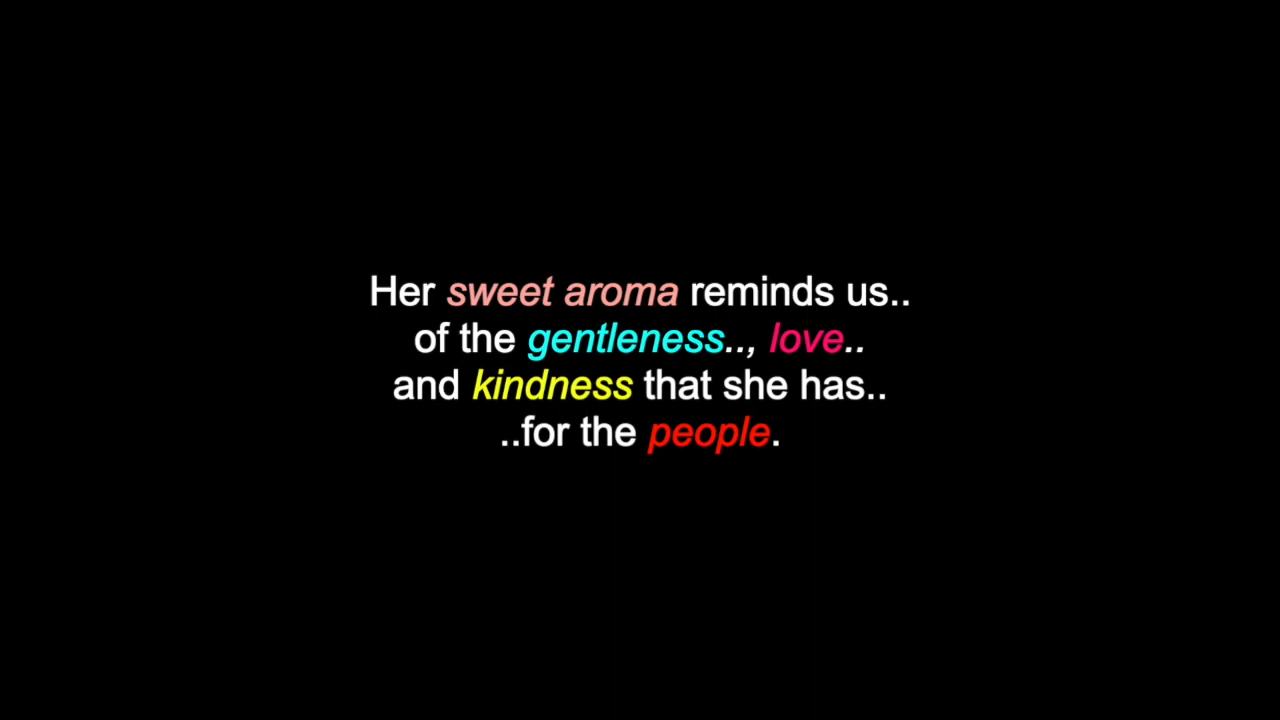 Her sweet aroma reminds us..
of the gentleness.., love..
and kindness that she has..
..for the people.